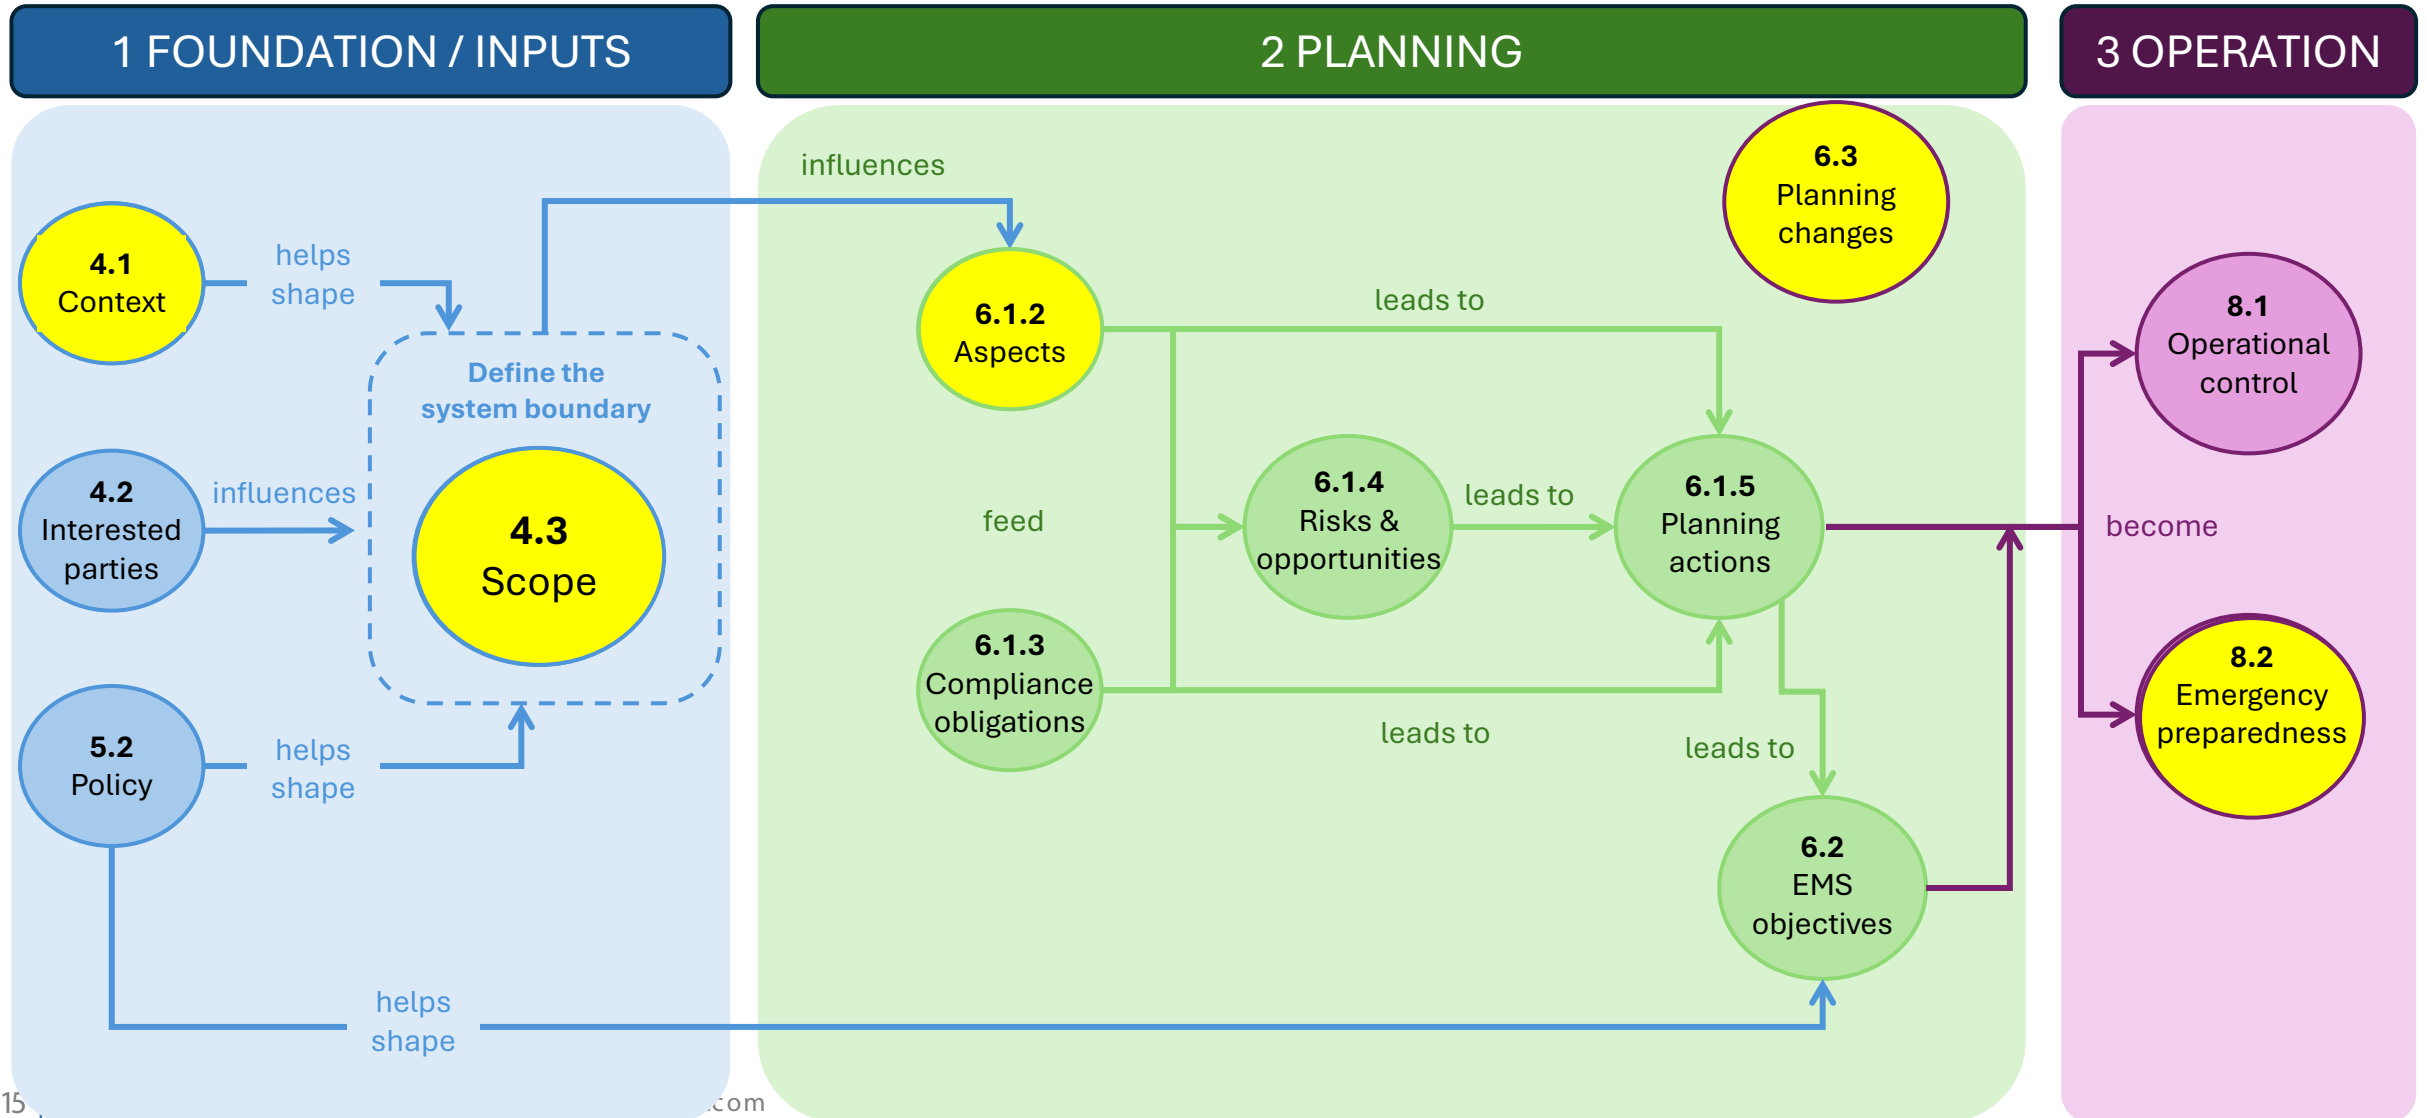 1 FOUNDATION / INPUTS
2 PLANNING
3 OPERATION
4.1
Context
helps
shape
4.2
Interested
parties
influences
5.2
Policy
helps
shape
Define the
system boundary
4.3
Scope
helps
shape
influences
6.1.2
Aspects
leads to
feed
6.1.3
Compliance
obligations
leads to
6.1.4
Risks &
opportunities
leads to
6.1.5
Planning
actions
leads to
6.2
EMS
objectives
6.3
Planning
changes
become
8.1
Operational
control
8.2
Emergency
preparedness
15
.com